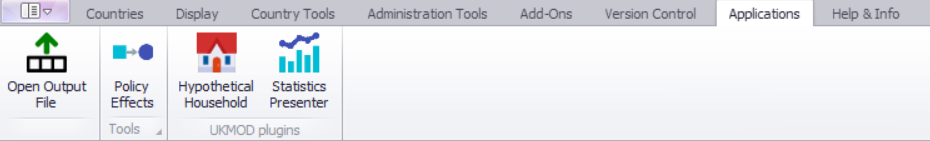 Countries Display Country Tools Administration Tools Add-Ons Version Control Applications Help & Info
Open Output File
Policy Effects
Hypothetical Household
Statistics Presenter
Tools
UKMOD plugins